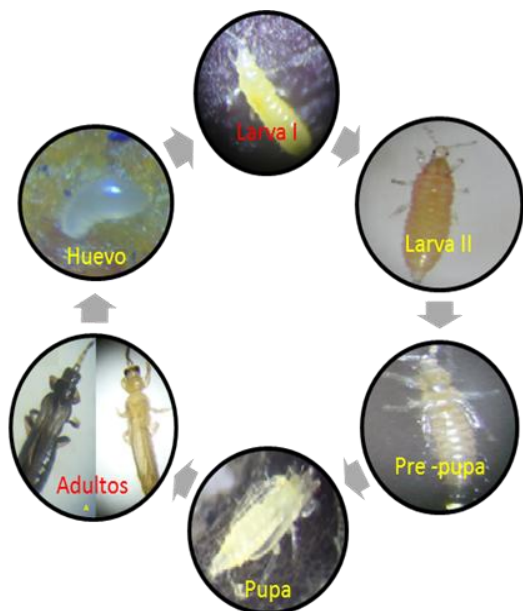 Larva I
Larva II
Pre -pupa
Pupa
Adultos
Huevo